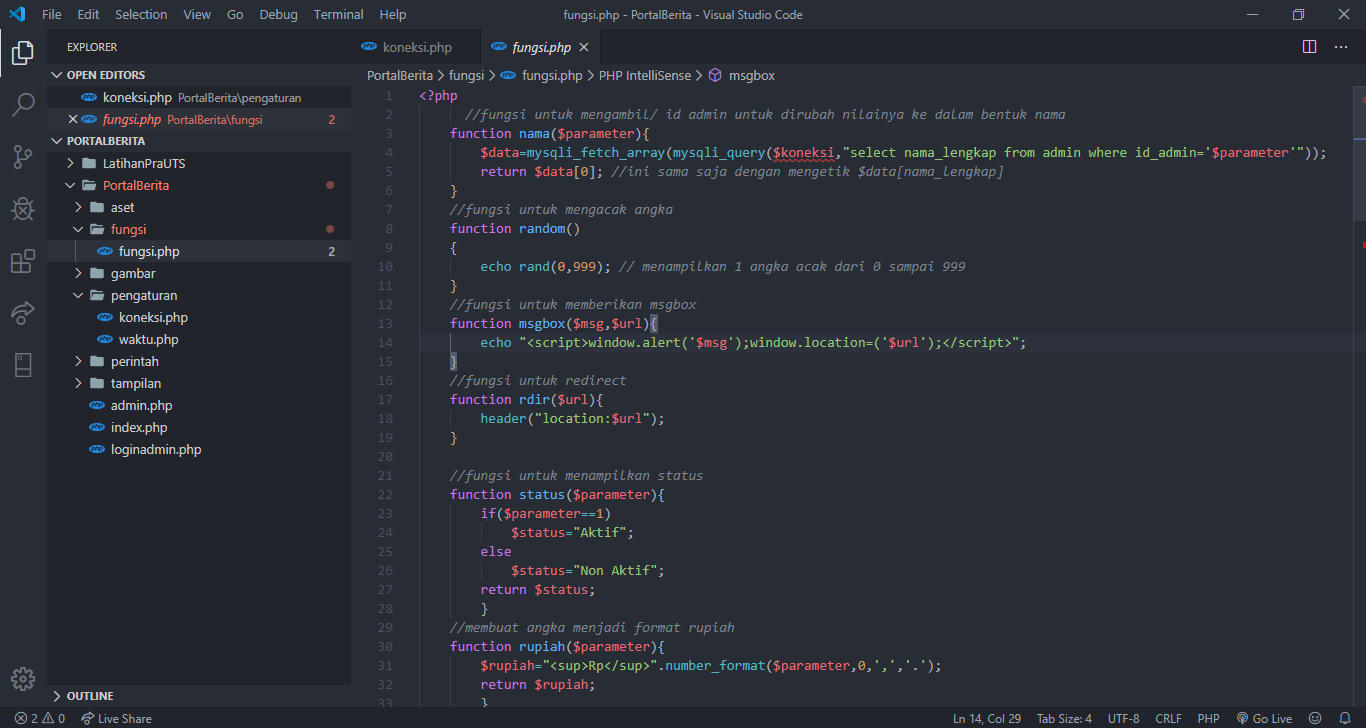 File Edit Selection View Go Debug Terminal Help
fungsi.php - PortalBerita - Visual Studio Code
EXPLORER
OPEN EDITORS
koneksi.php PortalBerita\pengaturan
fungsi.php PortalBerita\fungsi 2
PORTALBERITA
LatihanPraUTS
PortalBerita
aset
fungsi
fungsi.php 2
gambar
pengaturan
koneksi.php
waktu.php
perintah
tampilan
admin.php
index.php
loginadmin.php
OUTLINE
koneksi.php
fungsi.php
PortalBerita > fungsi > fungsi.php > PHP IntelliSense > msgbox
1 <?php
2 //fungsi untuk mengambil/ id admin untuk dirubah nilainya ke dalam bentuk nama
3 function nama($parameter){
4 $data=mysqli_fetch_array(mysqli_query($koneksi,"select nama_lengkap from admin where id_admin='$parameter'"));
5 return $data[0]; //ini sama saja dengan mengetik $data[nama_lengkap]
6 }
7 //fungsi untuk mengacak angka
8 function random()
9 {
10 echo rand(0,999); // menampilkan 1 angka acak dari 0 sampai 999
11 }
12 //fungsi untuk memberikan msgbox
13 function msgbox($msg,$url){
14 echo "<script>window.alert('$msg');window.location=('$url');</script>";
15 }
16 //fungsi untuk redirect
17 function rdir($url){
18 header("location:$url");
19 }
20
21 //fungsi untuk menampilkan status
22 function status($parameter){
23 if($parameter==1)
24 $status="Aktif";
25 else
26 $status="Non Aktif";
27 return $status;
28 }
29 //membuat angka menjadi format rupiah
30 function rupiah($parameter){
31 $rupiah="<sup>Rp</sup>".number_format($parameter,0,',','.');
32 return $rupiah;
33 }
2 0 Live Share
Ln 14, Col 29 Tab Size: 4 UTF-8 CRLF PHP Go Live